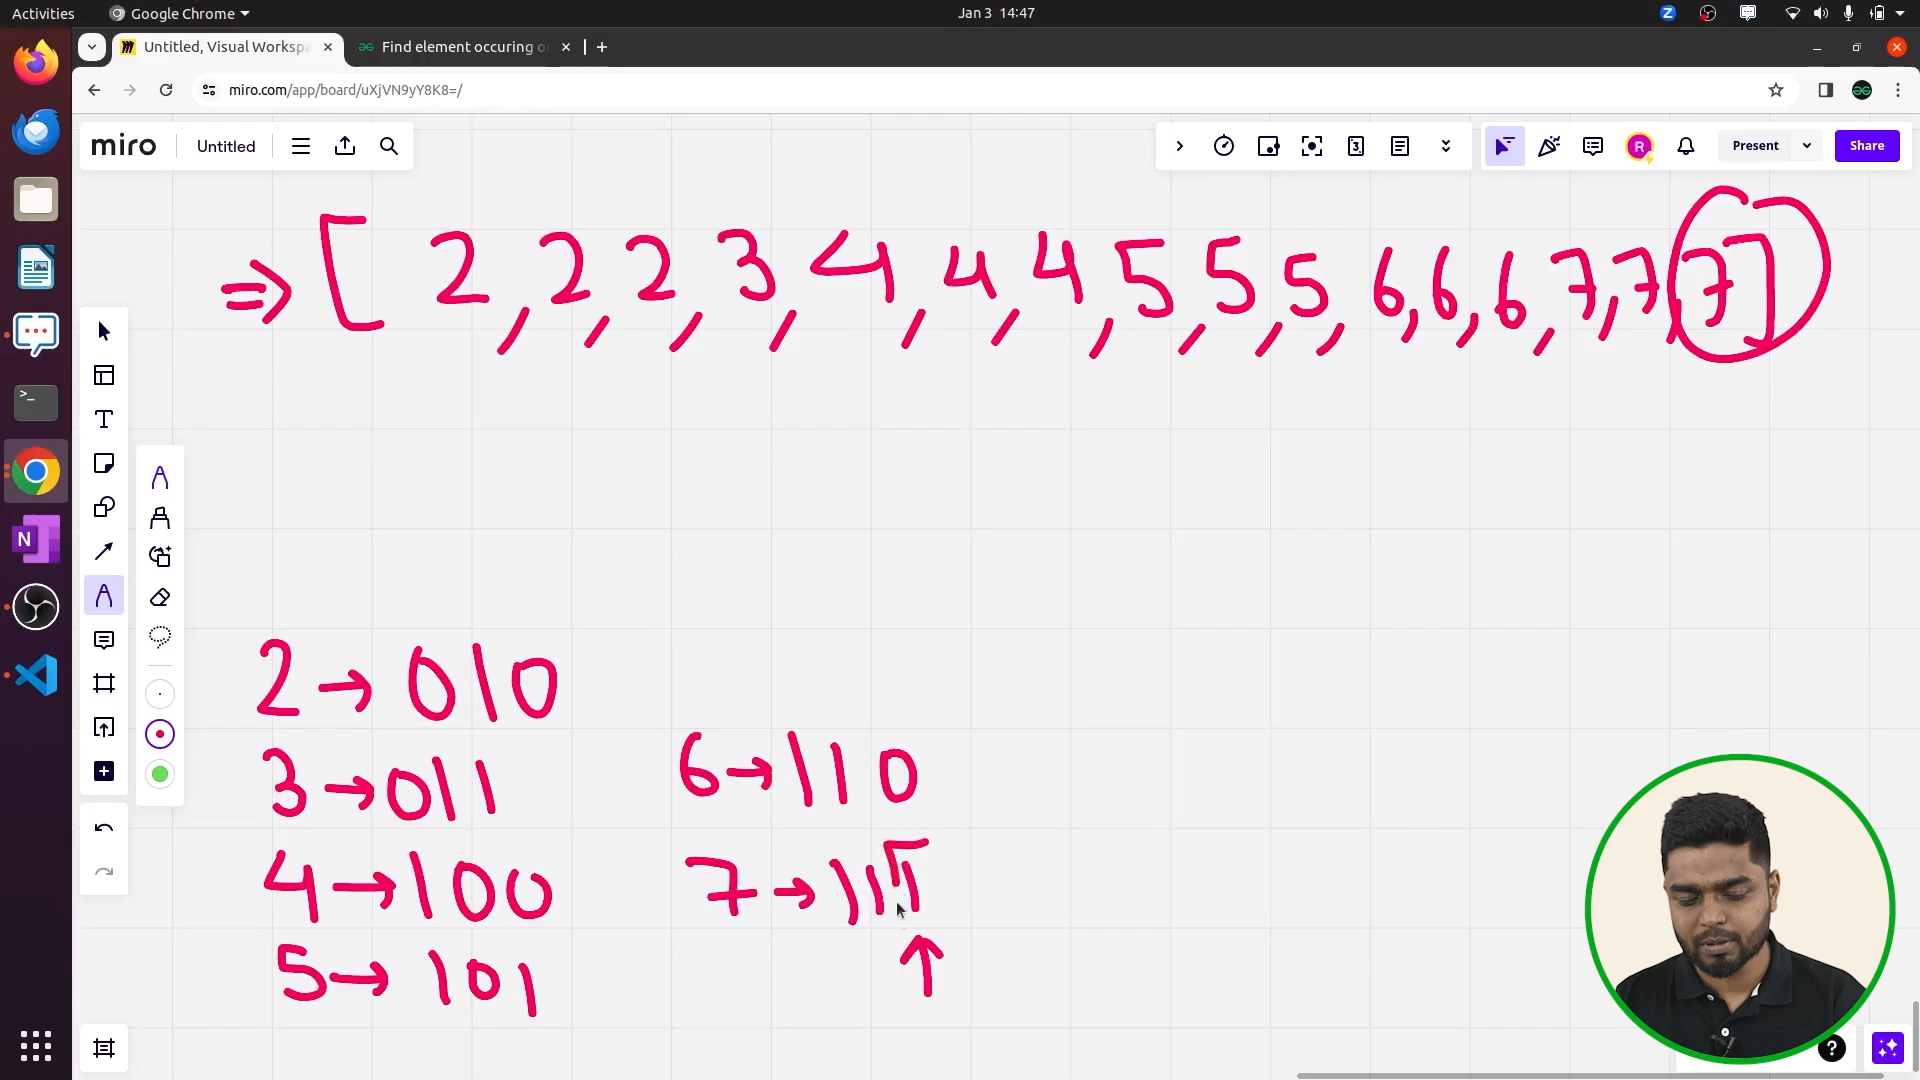 Activities Google Chrome Jan 3 14:47
Untitled, Visual Workspa Find element occuring o
miro.com/app/board/uXjVN9yY8K8=/
miro Untitled Present Share
=> [ 2, 2, 2, 3, 4, 4, 4, 5, 5, 5, 6, 6, 6, 7, 7, 7]
2 → 010
3 → 011
6 → 110
4 → 100
7 → 111
5 → 101